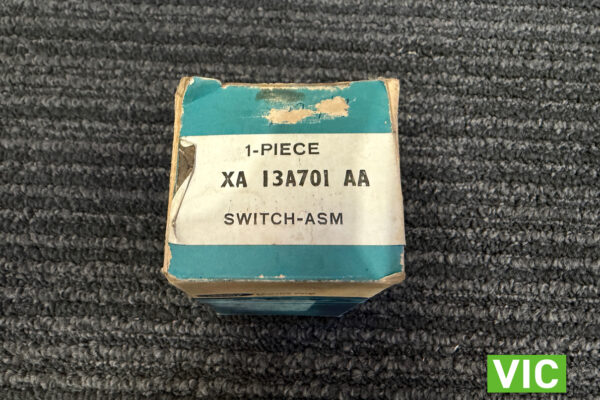 1-PIECE
XA 13A701 AA
SWITCH-ASM
VIC